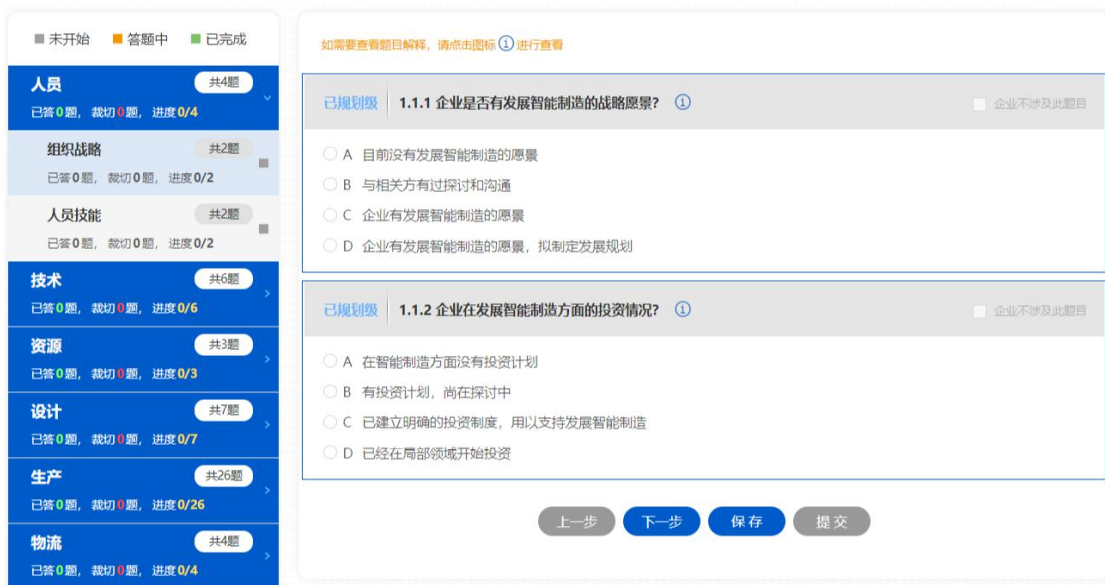 未开始 答题中 已完成
人员 共4题
已答0题，裁切0题，进度0/4
组织战略 共2题
已答0题，裁切0题，进度0/2
人员技能 共2题
已答0题，裁切0题，进度0/2
技术 共6题
已答0题，裁切0题，进度0/6
资源 共3题
已答0题，裁切0题，进度0/3
设计 共7题
已答0题，裁切0题，进度0/7
生产 共26题
已答0题，裁切0题，进度0/26
物流 共4题
已答0题，裁切0题，进度0/4
如需要查看题目解释，请点击图标①进行查看
已规划级 1.1.1 企业是否有发展智能制造的战略愿景? ① 企业不涉及此题目
A 目前没有发展智能制造的愿景
B 与相关方有过探讨和沟通
C 企业有发展智能制造的愿景
D 企业有发展智能制造的愿景，拟制定发展规划
已规划级 1.1.2 企业在发展智能制造方面的投资情况? ① 企业不涉及此题目
A 在智能制造方面没有投资计划
B 有投资计划，尚在探讨中
C 已建立明确的投资制度，用以支持发展智能制造
D 已经在局部领域开始投资
上一步 下一步 保存 提交